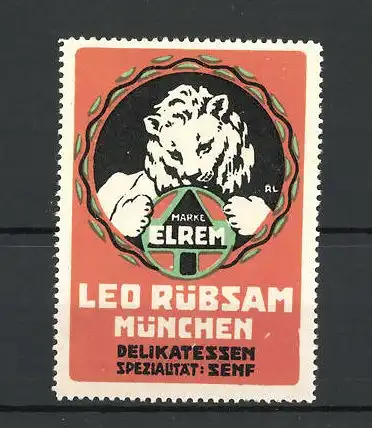 RL
MARKE
ELREM
LEO RÜBSAM
MÜNCHEN
DELIKATESSEN
SPEZIALITÄT: SENF